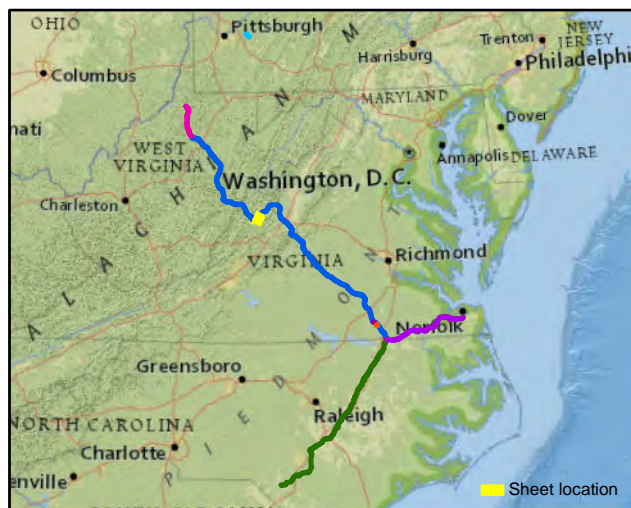 OHIO
Pittsburgh
NEW
JERSEY
Trenton
Harrisburg
Columbus
Philadelphi
MARYLAND
Dover
nati
WEST
VIRGINIA
Annapolis
DELAWARE
Washington, D.C.
Charleston
Richmond
VIRGINIA
Norfolk
A L A C H I A N M
P I E D M O N T
Greensboro
Raleigh
NORTH CAROLINA
Charlotte
enville
Sheet location